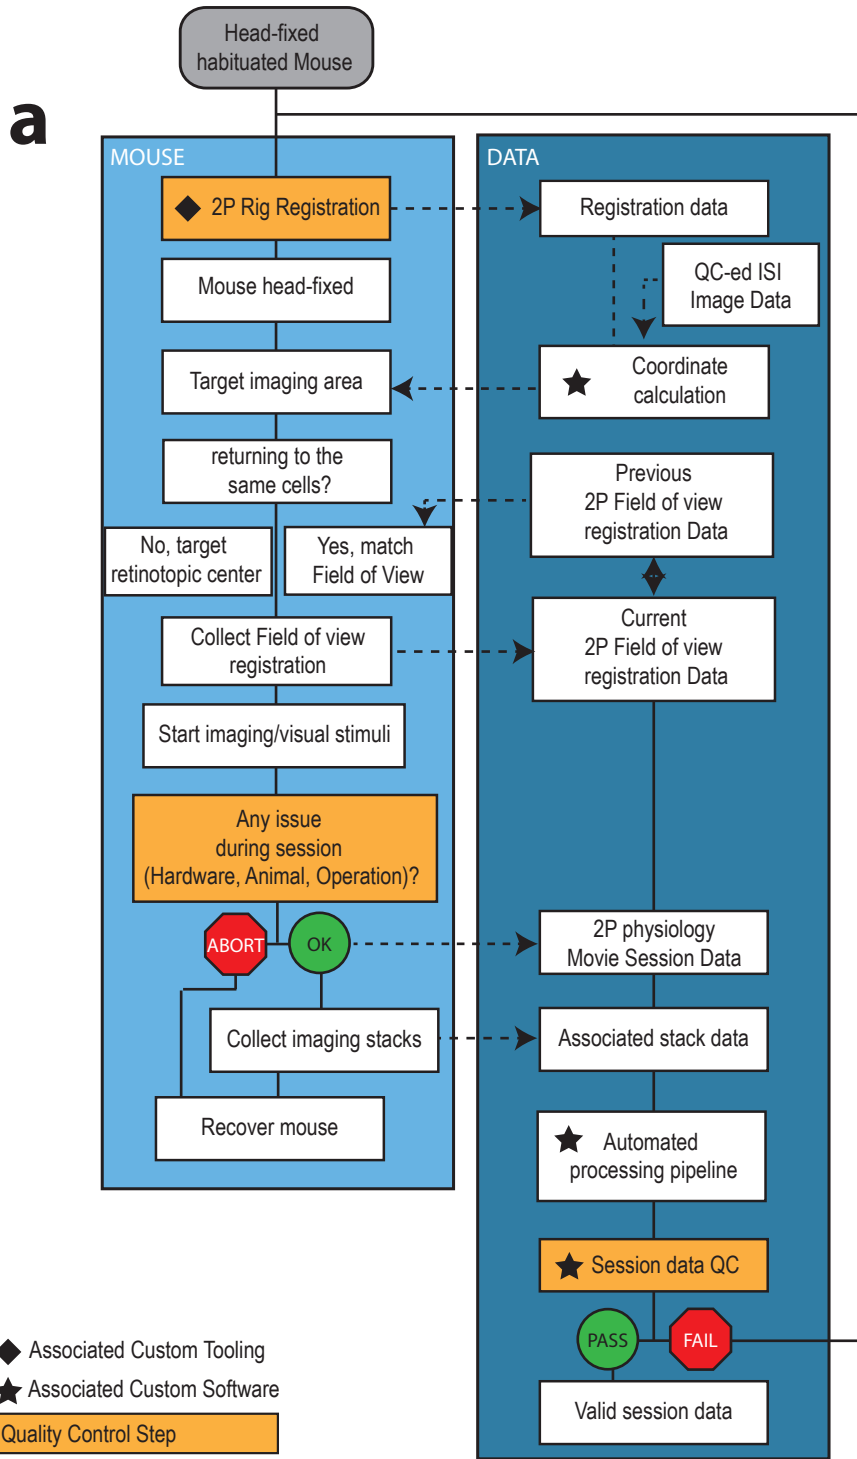 Head-fixed
habituated Mouse
a
MOUSE
2P Rig Registration
Mouse head-fixed
Target imaging area
returning to the
same cells?
No, target
retinotopic center
Yes, match
Field of View
Collect Field of view
registration
Start imaging/visual stimuli
Any issue
during session
(Hardware, Animal, Operation)?
ABORT
OK
Collect imaging stacks
Recover mouse
DATA
Registration data
QC-ed ISI
Image Data
Coordinate
calculation
Previous
2P Field of view
registration Data
Current
2P Field of view
registration Data
2P physiology
Movie Session Data
Associated stack data
Automated
processing pipeline
Session data QC
PASS
FAIL
Valid session data
Associated Custom Tooling
Associated Custom Software
Quality Control Step